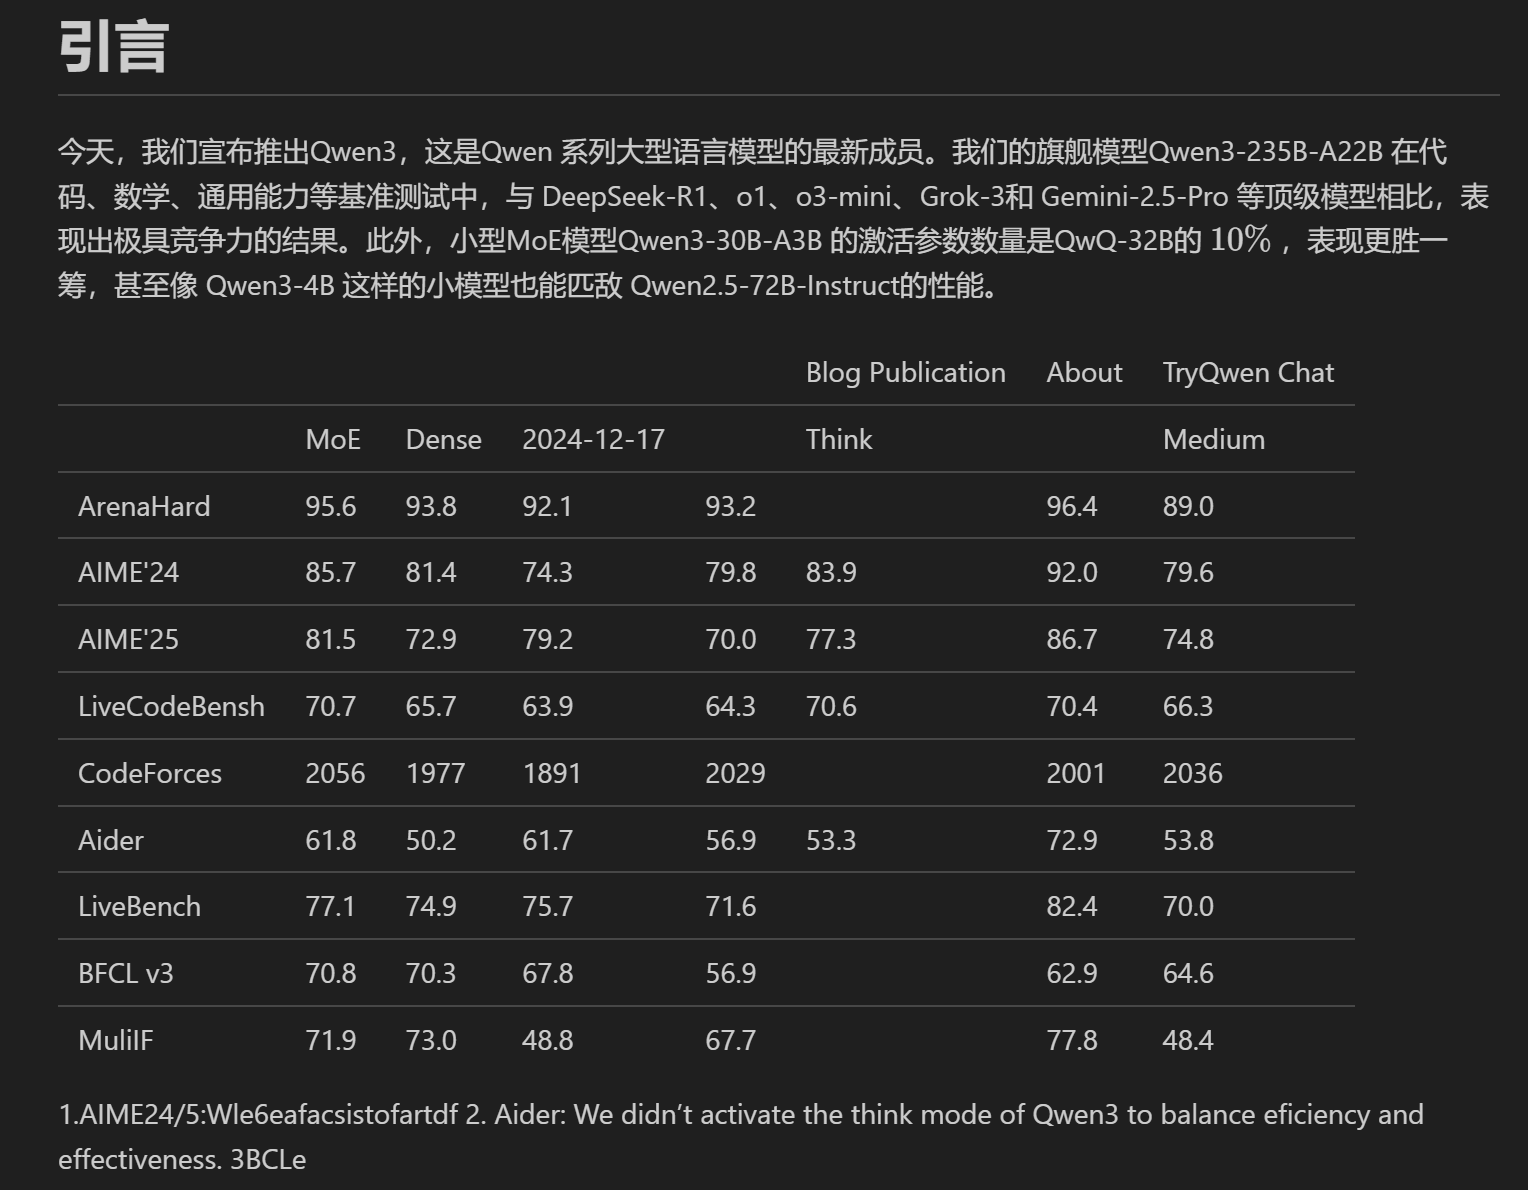 引言
今天，我们宣布推出Qwen3，这是Qwen 系列大型语言模型的最新成员。我们的旗舰模型Qwen3-235B-A22B 在代
码、数学、通用能力等基准测试中，与 DeepSeek-R1、o1、o3-mini、Grok-3和 Gemini-2.5-Pro 等顶级模型相比，表
现出极具竞争力的结果。此外，小型MoE模型Qwen3-30B-A3B 的激活参数数量是QwQ-32B的 10% ，表现更胜一
筹，甚至像 Qwen3-4B 这样的小模型也能匹敌 Qwen2.5-72B-Instruct的性能。
Blog Publication About TryQwen Chat
MoE Dense 2024-12-17 Think Medium
ArenaHard 95.6 93.8 92.1 93.2 96.4 89.0
AIME'24 85.7 81.4 74.3 79.8 83.9 92.0 79.6
AIME'25 81.5 72.9 79.2 70.0 77.3 86.7 74.8
LiveCodeBensh 70.7 65.7 63.9 64.3 70.6 70.4 66.3
CodeForces 2056 1977 1891 2029 2001 2036
Aider 61.8 50.2 61.7 56.9 53.3 72.9 53.8
LiveBench 77.1 74.9 75.7 71.6 82.4 70.0
BFCL v3 70.8 70.3 67.8 56.9 62.9 64.6
MuliIF 71.9 73.0 48.8 67.7 77.8 48.4
1.AIME24/5:Wle6eafacsistofartdf 2. Aider: We didn’t activate the think mode of Qwen3 to balance eficiency and
effectiveness. 3BCLe